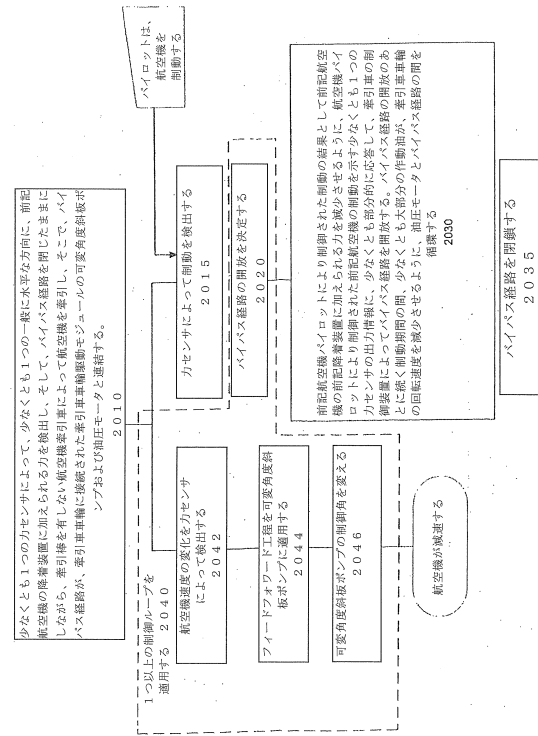 少なくとも１つの力センサによって、少なくとも１つの一般に水平な方向に、前記
航空機の降着装置に加えられる力を検出し、そして、バイパス経路を閉じたままに
しながら、牽引棒を有しない航空機牽引車によって航空機を牽引し、そこで、バイ
パス経路が、牽引車車輪に接続された牽引車車輪駆動モジュールの可変角度斜板ポ
ンプおよび油圧モータと連結する。
２０１０
パイロットは、
航空機を
制動する
１つ以上の制御ループを
適用する ２０４０
航空機速度の変化を力センサ
によって検出する
２０４２
力センサによって制動を検出する
２０１５
フィードフォワード工程を可変角度斜
板ポンプに適用する
２０４４
バイパス経路の開放を決定する
２０２０
可変角度斜板ポンプの制御角を変える
２０４６
前記航空機パイロットにより制御された制動の結果として前記航空
機の前記降着装置に加えられる力を減少させるように、航空機パイ
ロットにより制御された前記航空機の制動を示す少なくとも１つの
力センサの出力情報に、少なくとも部分的に応答して、牽引車の制
御装置によってバイパス経路を開放する。バイパス経路の開放のあ
とに続く制動期間の間、少なくとも大部分の作動油が、牽引車車輪
の回転速度を減少させるように、油圧モータとバイパス経路の間を
循環する
2030
航空機が減速する
バイパス経路を閉鎖する
２０３５